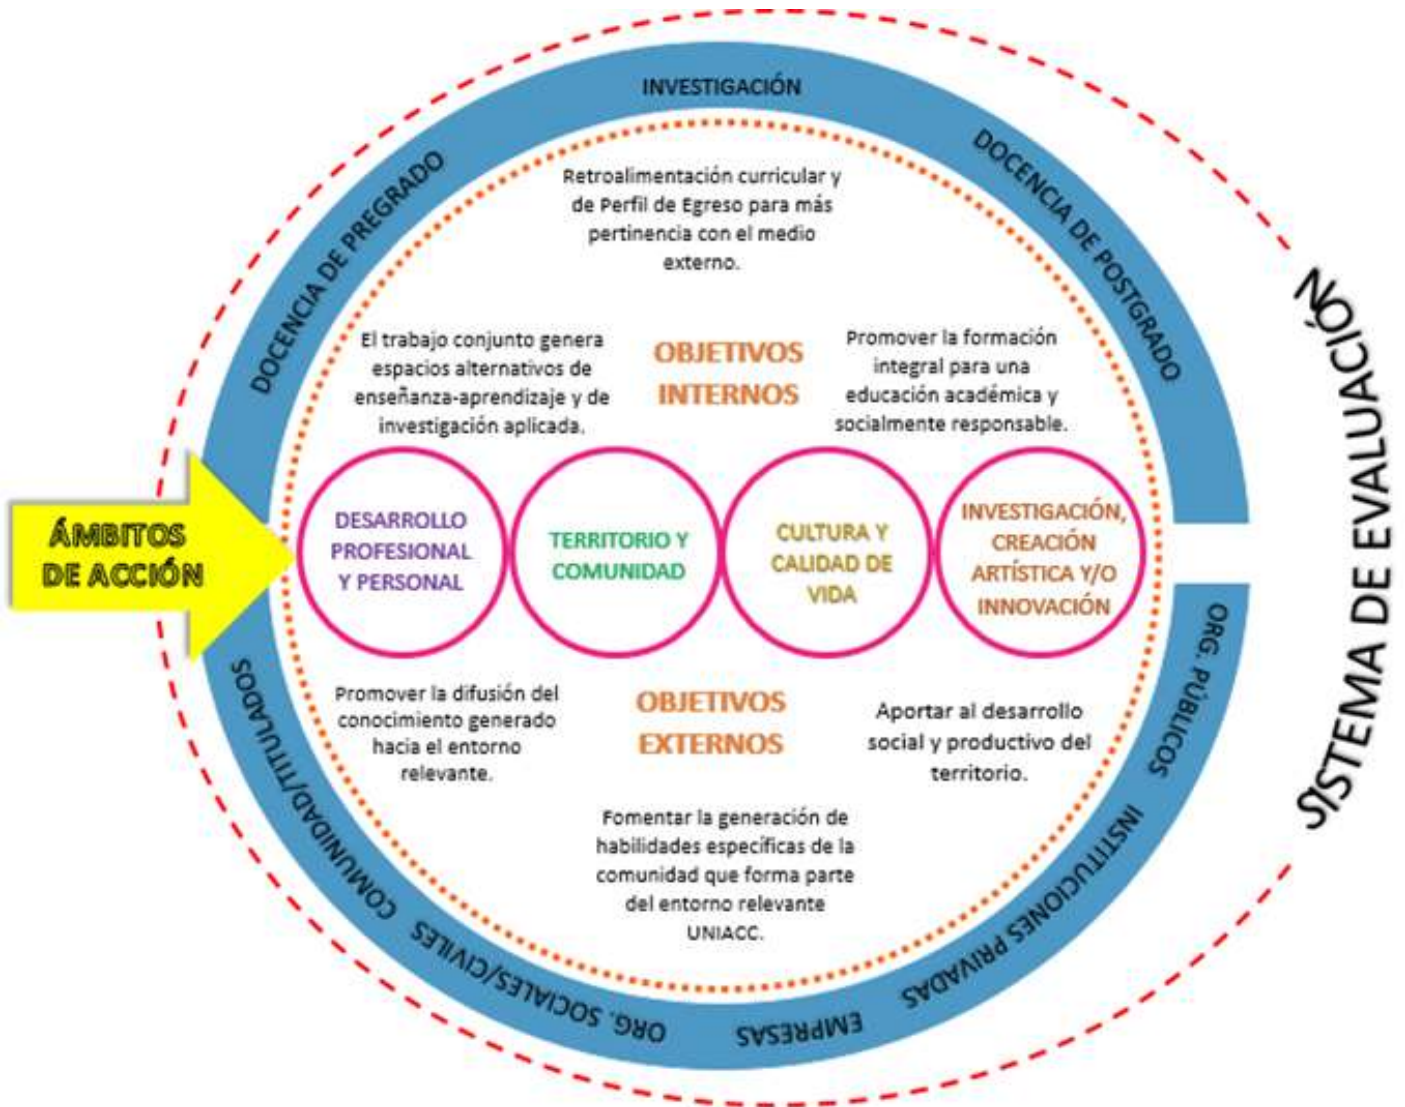 INVESTIGACIÓN
DOCENCIA DE PREGRADO
DOCENCIA DE POSTGRADO
Retroalimentación curricular y
de Perfil de Egreso para más
pertinencia con el medio
externo.
El trabajo conjunto genera
espacios alternativos de
enseñanza-aprendizaje y de
investigación aplicada.
OBJETIVOS
INTERNOS
Promover la formación
integral para una
educación académica y
socialmente responsable.
ÁMBITOS
DE ACCIÓN
DESARROLLO
PROFESIONAL
Y PERSONAL
TERRITORIO Y
COMUNIDAD
CULTURA Y
CALIDAD DE
VIDA
INVESTIGACIÓN,
CREACIÓN
ARTÍSTICA Y/O
INNOVACIÓN
SISTEMA DE EVALUACIÓN
Promover la difusión del
conocimiento generado
hacia el entorno
relevante.
OBJETIVOS
EXTERNOS
Aportar al desarrollo
social y productivo del
territorio.
Fomentar la generación de
habilidades específicas de la
comunidad que forma parte
del entorno relevante
UNIACC.
ORG. PÚBLICOS
INSTITUCIONES PRIVADAS
EMPRESAS
ORG. SOCIALES/CIVILES
COMUNIDAD/TITULADOS